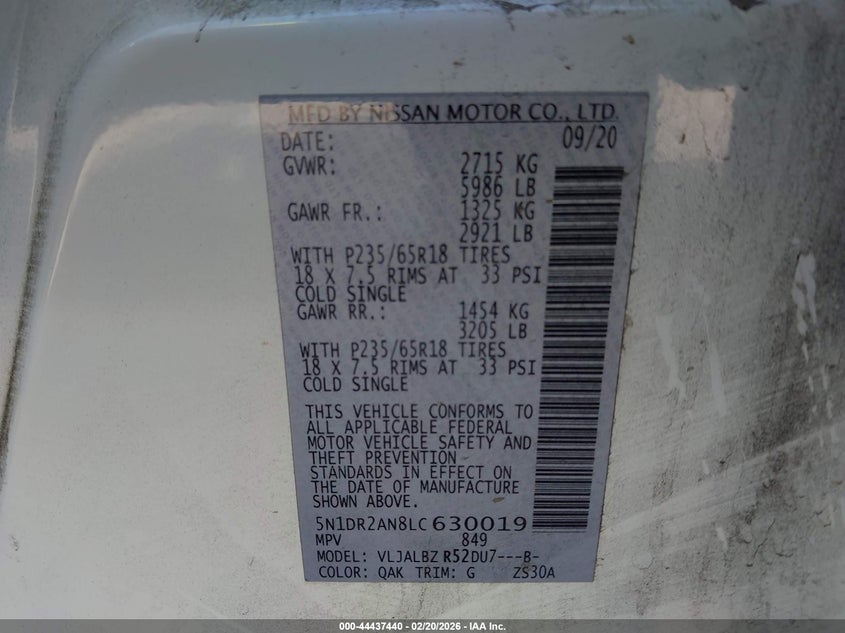 MFD BY NISSAN MOTOR CO., LTD.
DATE: 09/20
GVWR: 2715 KG
5986 LB
GAWR FR.: 1325 KG
2921 LB
WITH P235/65R18 TIRES
18 X 7.5 RIMS AT 33 PSI
COLD SINGLE
GAWR RR.: 1454 KG
3205 LB
WITH P235/65R18 TIRES
18 X 7.5 RIMS AT 33 PSI
COLD SINGLE
THIS VEHICLE CONFORMS TO
ALL APPLICABLE FEDERAL
MOTOR VEHICLE SAFETY AND
THEFT PREVENTION
STANDARDS IN EFFECT ON
THE DATE OF MANUFACTURE
SHOWN ABOVE.
5N1DR2AN8LC630019
MPV 849
MODEL: VLJALBZ R52DU7---B-
COLOR: QAK TRIM: G ZS30A
000-44437440 - 02/20/2026 - IAA Inc.